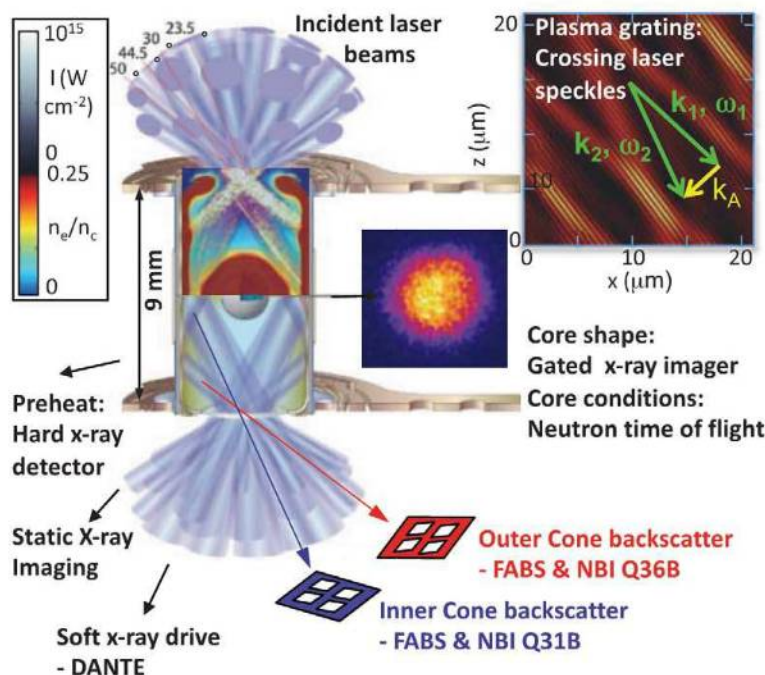 10¹⁵
I (W
cm⁻²)
0
0.25
nₑ/n꜀
0
50
44.5
30
23.5
Incident laser
beams
9 mm
20
z (μm)
10
0
Plasma grating:
Crossing laser
speckles
k₁, ω₁
k₂, ω₂
k_A
0
5
10
15
20
x (μm)
Core shape:
Gated x-ray imager
Core conditions:
Neutron time of flight
Preheat:
Hard x-ray
detector
Static X-ray
Imaging
Soft x-ray drive
- DANTE
Outer Cone backscatter
- FABS & NBI Q36B
Inner Cone backscatter
- FABS & NBI Q31B